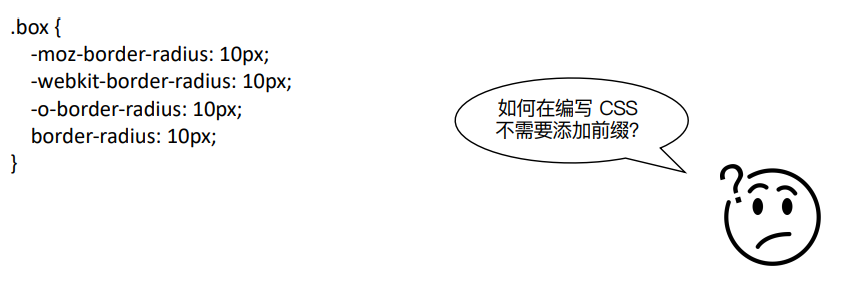 .box {
-moz-border-radius: 10px;
-webkit-border-radius: 10px;
-o-border-radius: 10px;
border-radius: 10px;
}
如何在编写 CSS
不需要添加前缀？
?